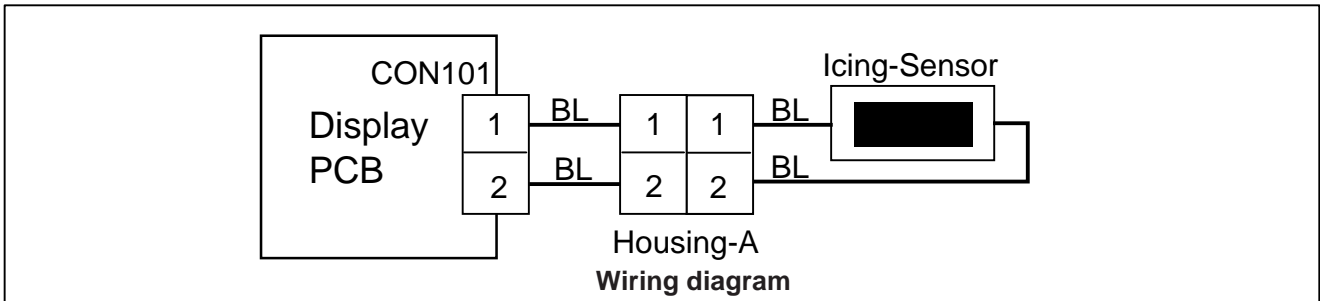 CON101
Icing-Sensor
Display
PCB
1 BL 1 1 BL
2 BL 2 2 BL
Housing-A
Wiring diagram